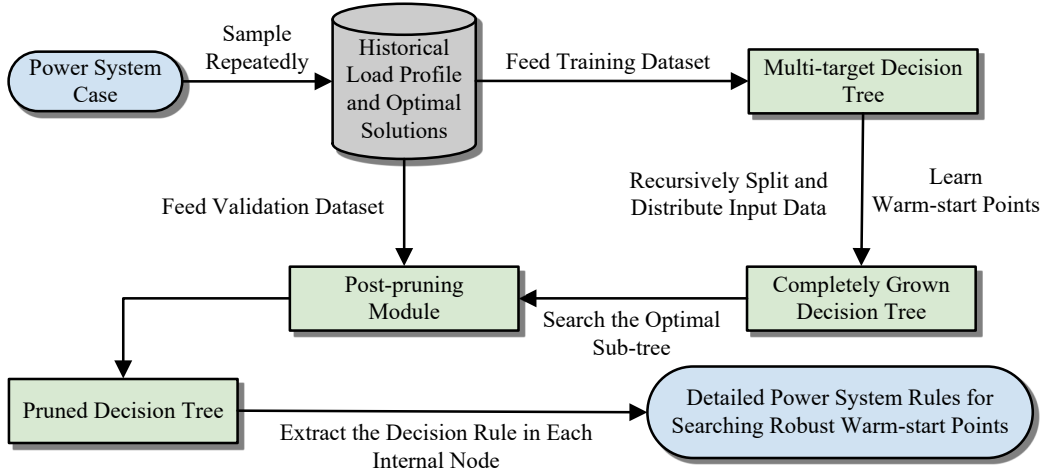 Power System
Case
Sample
Repeatedly
Historical
Load Profile
and Optimal
Solutions
Feed Training Dataset
Multi-target Decision
Tree
Recursively Split and
Distribute Input Data
Learn
Warm-start Points
Feed Validation Dataset
Completely Grown
Decision Tree
Search the Optimal
Sub-tree
Post-pruning
Module
Pruned Decision Tree
Extract the Decision Rule in Each
Internal Node
Detailed Power System Rules for
Searching Robust Warm-start Points